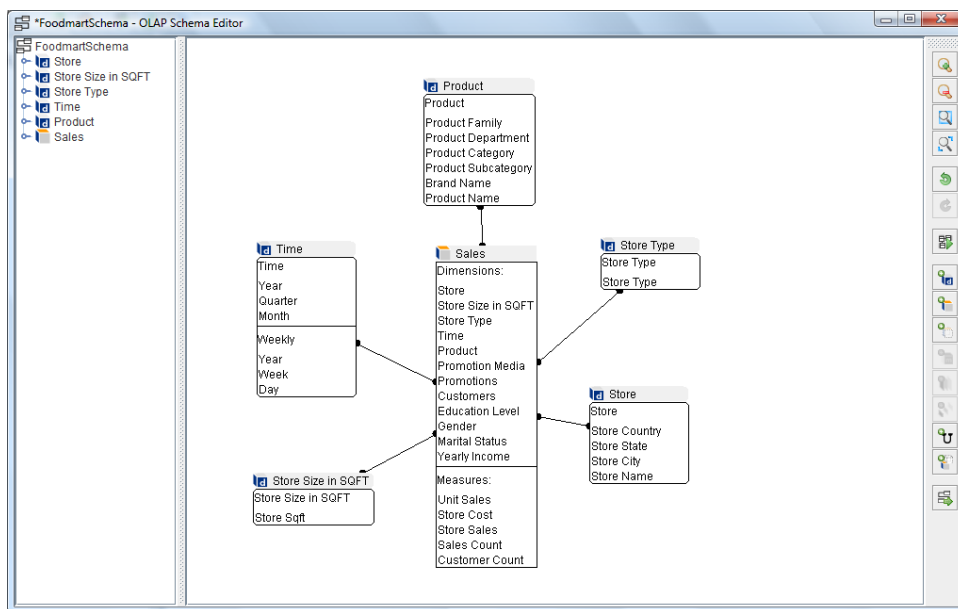 *FoodmartSchema - OLAP Schema Editor
FoodmartSchema
Store
Store Size in SQFT
Store Type
Time
Product
Sales
Product
Product
Product Family
Product Department
Product Category
Product Subcategory
Brand Name
Product Name
Time
Time
Year
Quarter
Month
Weekly
Year
Week
Day
Sales
Dimensions:
Store
Store Size in SQFT
Store Type
Time
Product
Promotion Media
Promotions
Customers
Education Level
Gender
Marital Status
Yearly Income
Measures:
Unit Sales
Store Cost
Store Sales
Sales Count
Customer Count
Store Type
Store Type
Store Type
Store
Store
Store Country
Store State
Store City
Store Name
Store Size in SQFT
Store Size in SQFT
Store Sqft